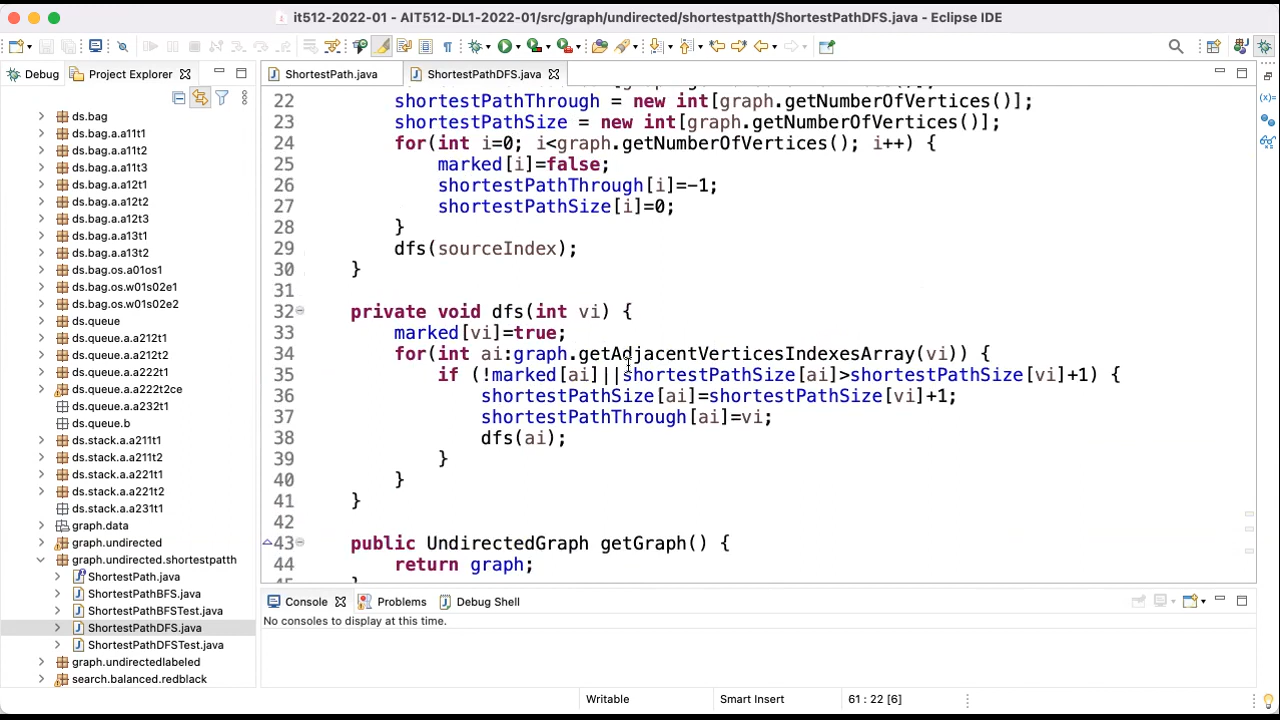 it512-2022-01 - AIT512-DL1-2022-01/src/graph/undirected/shortestpatth/ShortestPathDFS.java - Eclipse IDE
Debug
Project Explorer
ShortestPath.java
ShortestPathDFS.java
ds.bag
ds.bag.a.a11t1
ds.bag.a.a11t2
ds.bag.a.a11t3
ds.bag.a.a12t1
ds.bag.a.a12t2
ds.bag.a.a12t3
ds.bag.a.a13t1
ds.bag.a.a13t2
ds.bag.os.a01os1
ds.bag.os.w01s02e1
ds.bag.os.w01s02e2
ds.queue
ds.queue.a.a212t1
ds.queue.a.a212t2
ds.queue.a.a222t1
ds.queue.a.a222t2ce
ds.queue.a.a232t1
ds.queue.b
ds.stack.a.a211t1
ds.stack.a.a211t2
ds.stack.a.a221t1
ds.stack.a.a221t2
ds.stack.a.a231t1
graph.data
graph.undirected
graph.undirected.shortestpatth
ShortestPath.java
ShortestPathBFS.java
ShortestPathBFSTest.java
ShortestPathDFS.java
ShortestPathDFSTest.java
graph.undirectedlabeled
search.balanced.redblack
22 shortestPathThrough = new int[graph.getNumberOfVertices()];
23 shortestPathSize = new int[graph.getNumberOfVertices()];
24 for(int i=0; i<graph.getNumberOfVertices(); i++) {
25 marked[i]=false;
26 shortestPathThrough[i]=-1;
27 shortestPathSize[i]=0;
28 }
29 dfs(sourceIndex);
30 }
31
32 private void dfs(int vi) {
33 marked[vi]=true;
34 for(int ai:graph.getAdjacentVerticesIndexesArray(vi)) {
35 if (!marked[ai]||shortestPathSize[ai]>shortestPathSize[vi]+1) {
36 shortestPathSize[ai]=shortestPathSize[vi]+1;
37 shortestPathThrough[ai]=vi;
38 dfs(ai);
39 }
40 }
41 }
42
43 public UndirectedGraph getGraph() {
44 return graph;
Console
Problems
Debug Shell
No consoles to display at this time.
Writable
Smart Insert
61 : 22 [6]